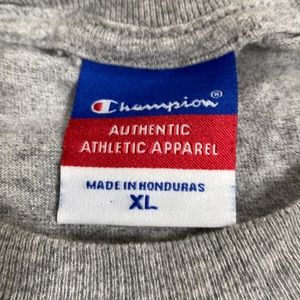 Champion®
AUTHENTIC
ATHLETIC APPAREL
MADE IN HONDURAS
XL